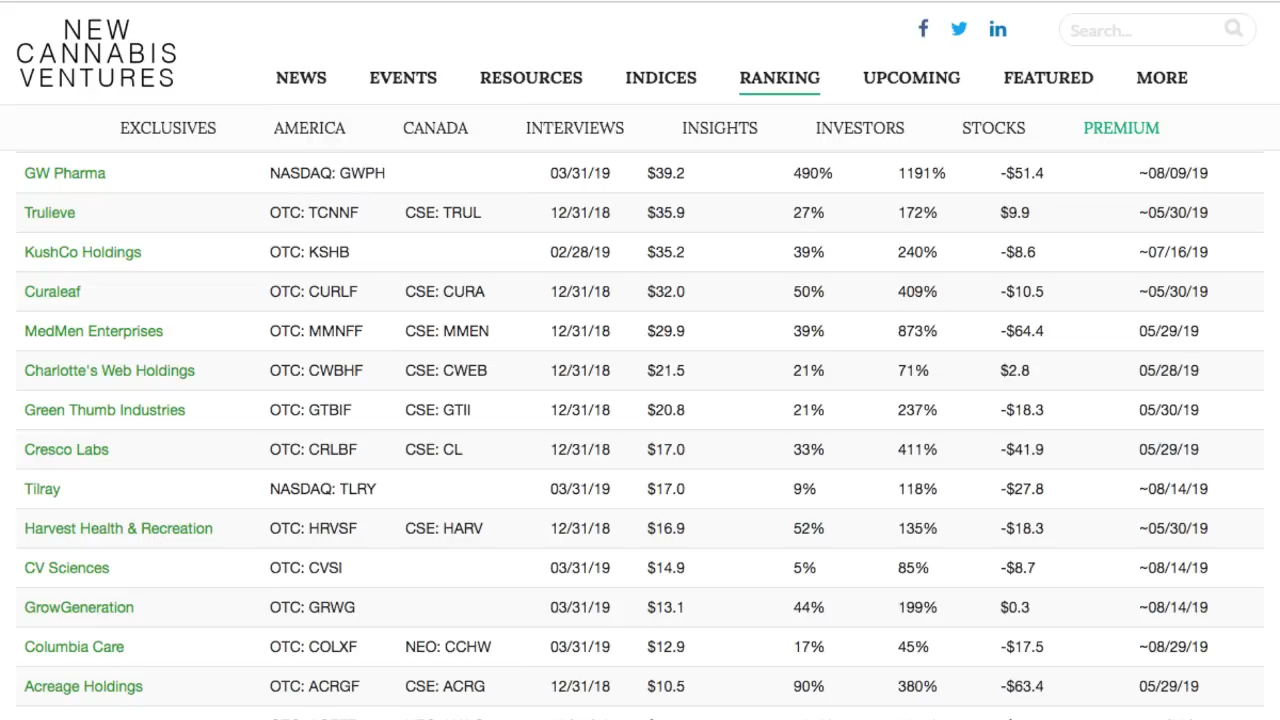 NEW
CANNABIS
VENTURES
Search...
NEWS EVENTS RESOURCES INDICES RANKING UPCOMING FEATURED MORE
EXCLUSIVES AMERICA CANADA INTERVIEWS INSIGHTS INVESTORS STOCKS PREMIUM
GW Pharma NASDAQ: GWPH 03/31/19 $39.2 490% 1191% -$51.4 ~08/09/19
Trulieve OTC: TCNNF CSE: TRUL 12/31/18 $35.9 27% 172% $9.9 ~05/30/19
KushCo Holdings OTC: KSHB 02/28/19 $35.2 39% 240% -$8.6 ~07/16/19
Curaleaf OTC: CURLF CSE: CURA 12/31/18 $32.0 50% 409% -$10.5 ~05/30/19
MedMen Enterprises OTC: MMNFF CSE: MMEN 12/31/18 $29.9 39% 873% -$64.4 05/29/19
Charlotte's Web Holdings OTC: CWBHF CSE: CWEB 12/31/18 $21.5 21% 71% $2.8 05/28/19
Green Thumb Industries OTC: GTBIF CSE: GTII 12/31/18 $20.8 21% 237% -$18.3 05/30/19
Cresco Labs OTC: CRLBF CSE: CL 12/31/18 $17.0 33% 411% -$41.9 05/29/19
Tilray NASDAQ: TLRY 03/31/19 $17.0 9% 118% -$27.8 ~08/14/19
Harvest Health & Recreation OTC: HRVSF CSE: HARV 12/31/18 $16.9 52% 135% -$18.3 ~05/30/19
CV Sciences OTC: CVSI 03/31/19 $14.9 5% 85% -$8.7 ~08/14/19
GrowGeneration OTC: GRWG 03/31/19 $13.1 44% 199% $0.3 ~08/14/19
Columbia Care OTC: COLXF NEO: CCHW 03/31/19 $12.9 17% 45% -$17.5 ~08/29/19
Acreage Holdings OTC: ACRGF CSE: ACRG 12/31/18 $10.5 90% 380% -$63.4 05/29/19